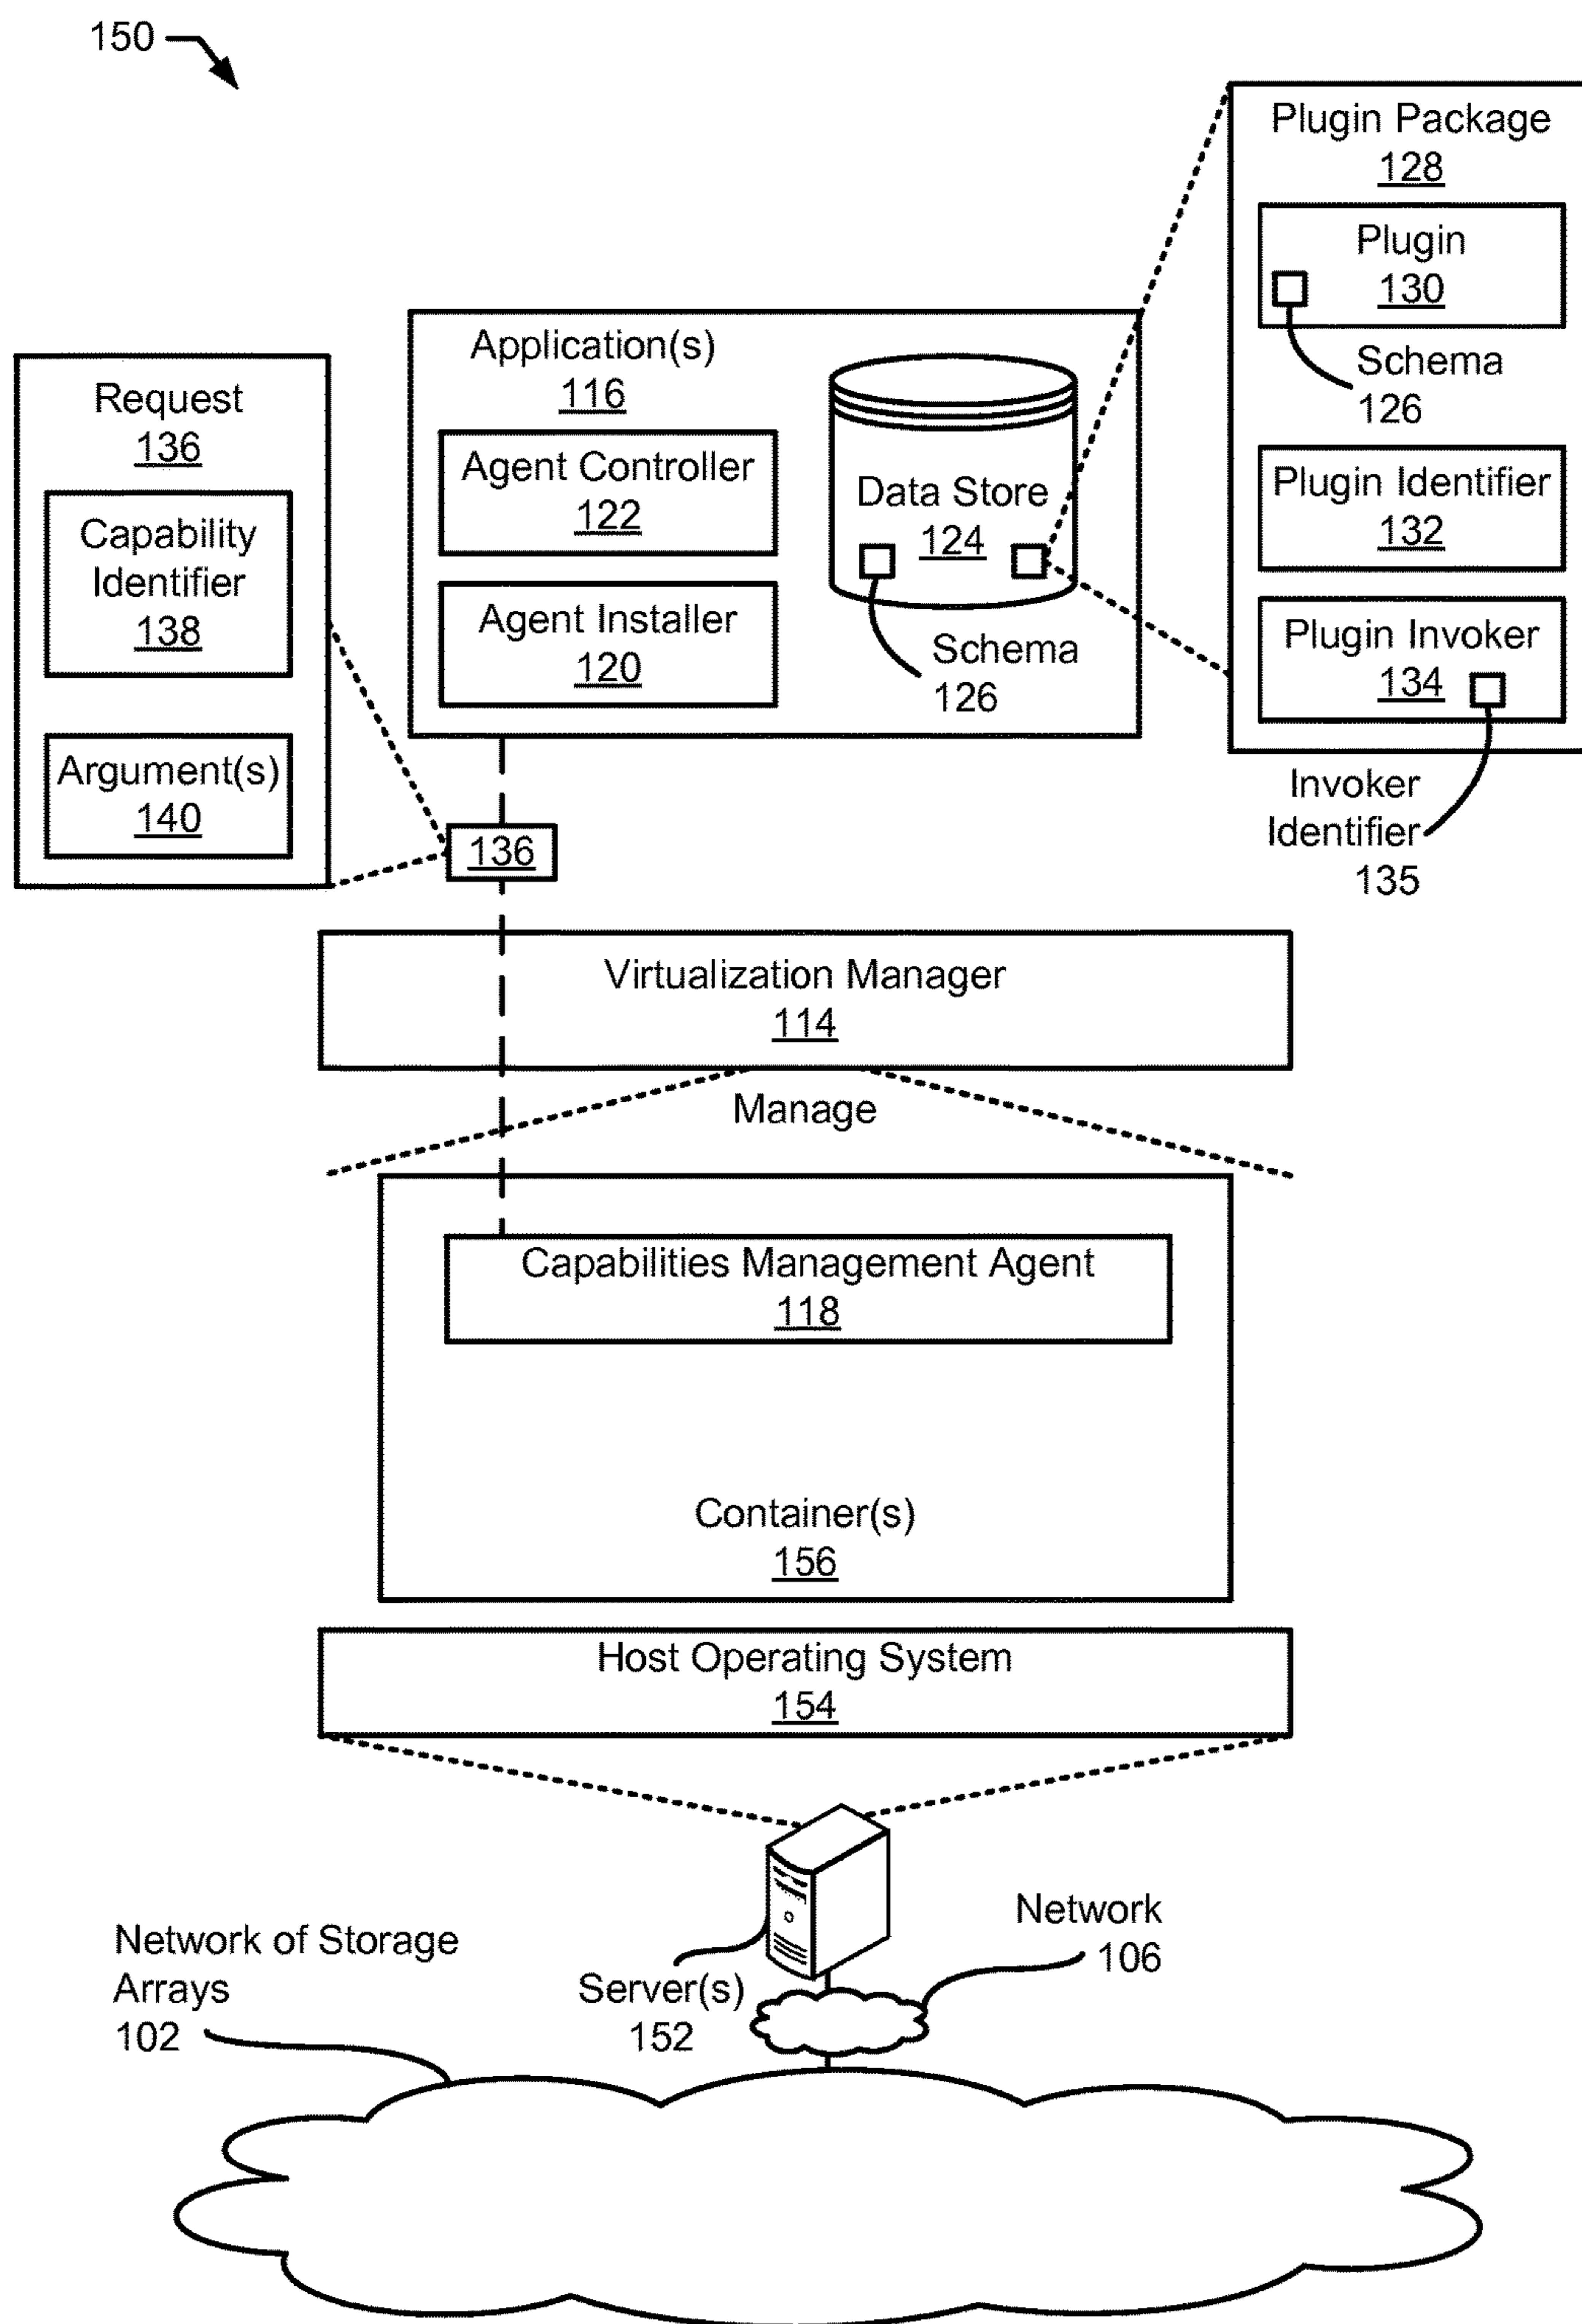 150
Plugin Package
128
Plugin
130
Schema
126
Plugin Identifier
132
Plugin Invoker
134
Invoker
Identifier
135
Application(s)
116
Agent Controller
122
Agent Installer
120
Data Store
124
Schema
126
Request
136
Capability
Identifier
138
Argument(s)
140
136
Virtualization Manager
114
Manage
Capabilities Management Agent
118
Container(s)
156
Host Operating System
154
Network
106
Server(s)
152
Network of Storage
Arrays
102